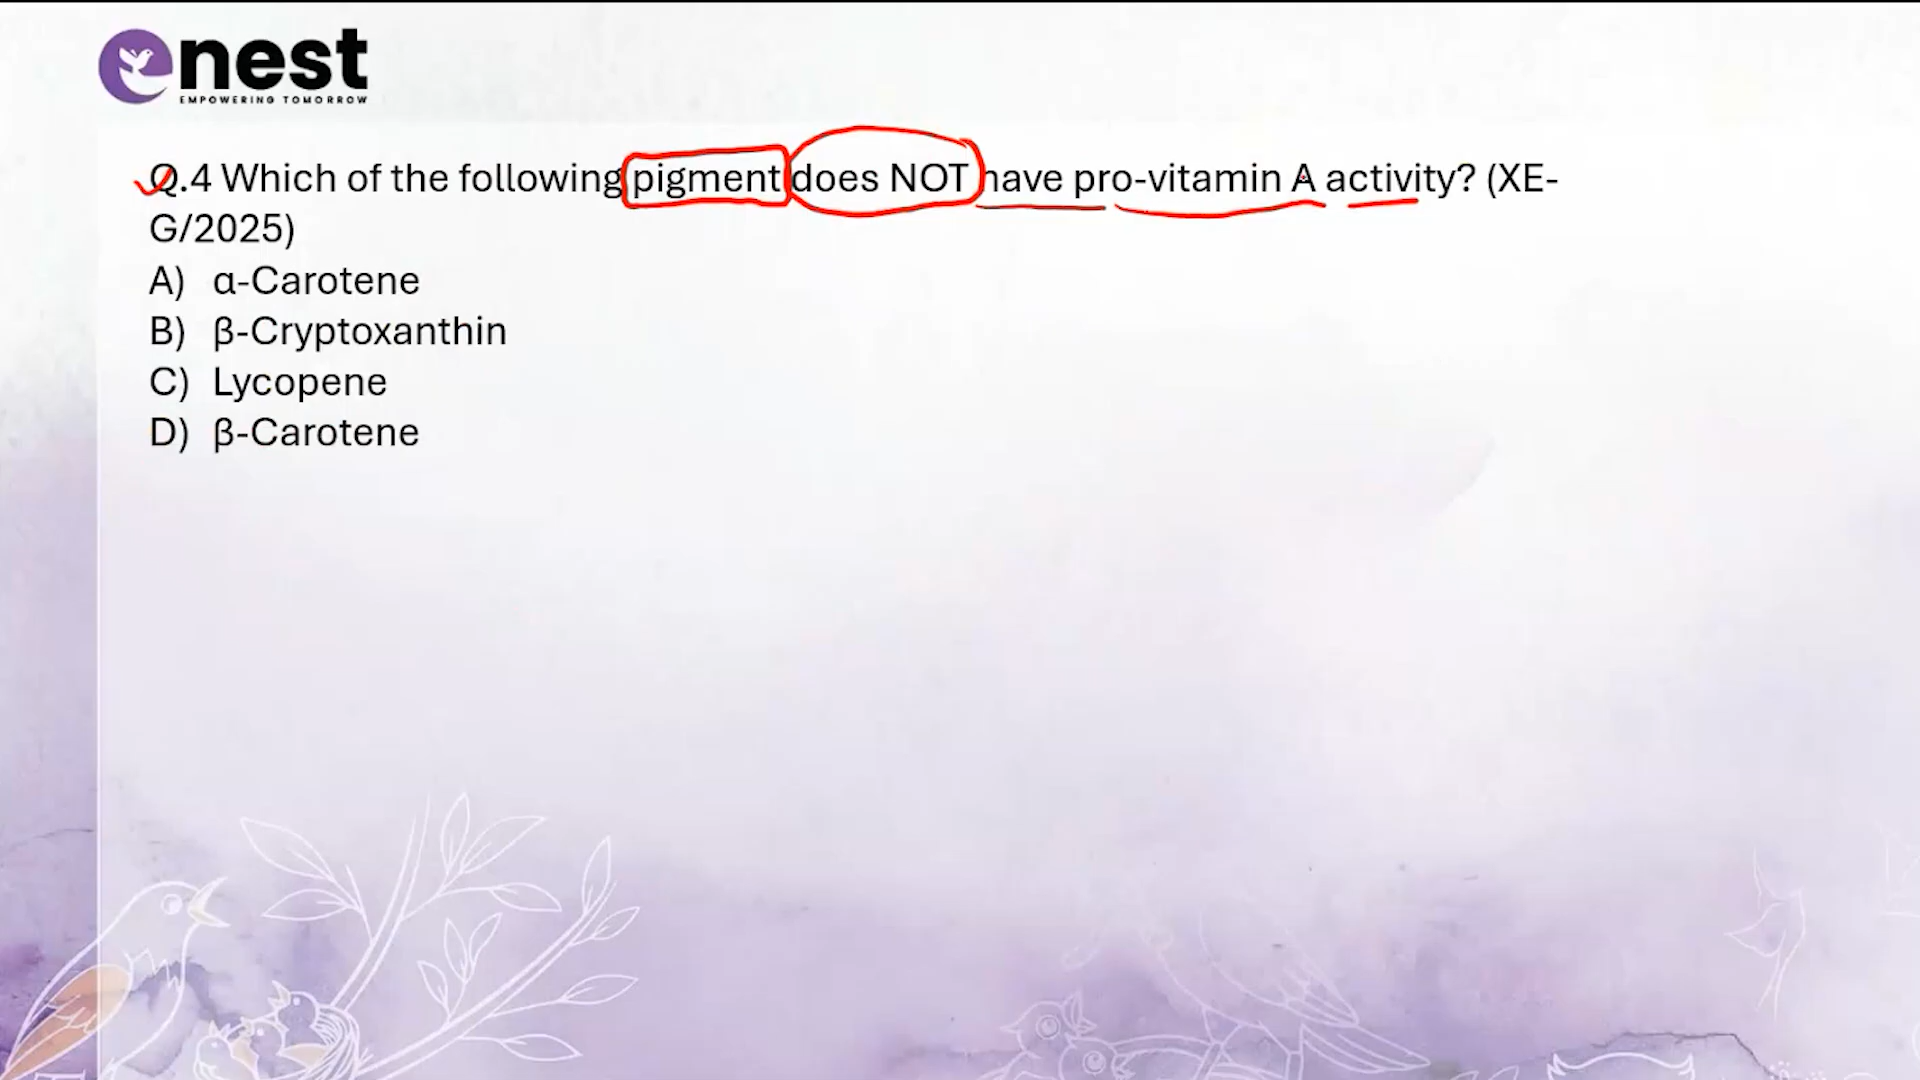 enest
EMPOWERING TOMORROW
Q.4 Which of the following pigment does NOT have pro-vitamin A activity? (XE-
G/2025)
A) α-Carotene
B) β-Cryptoxanthin
C) Lycopene
D) β-Carotene